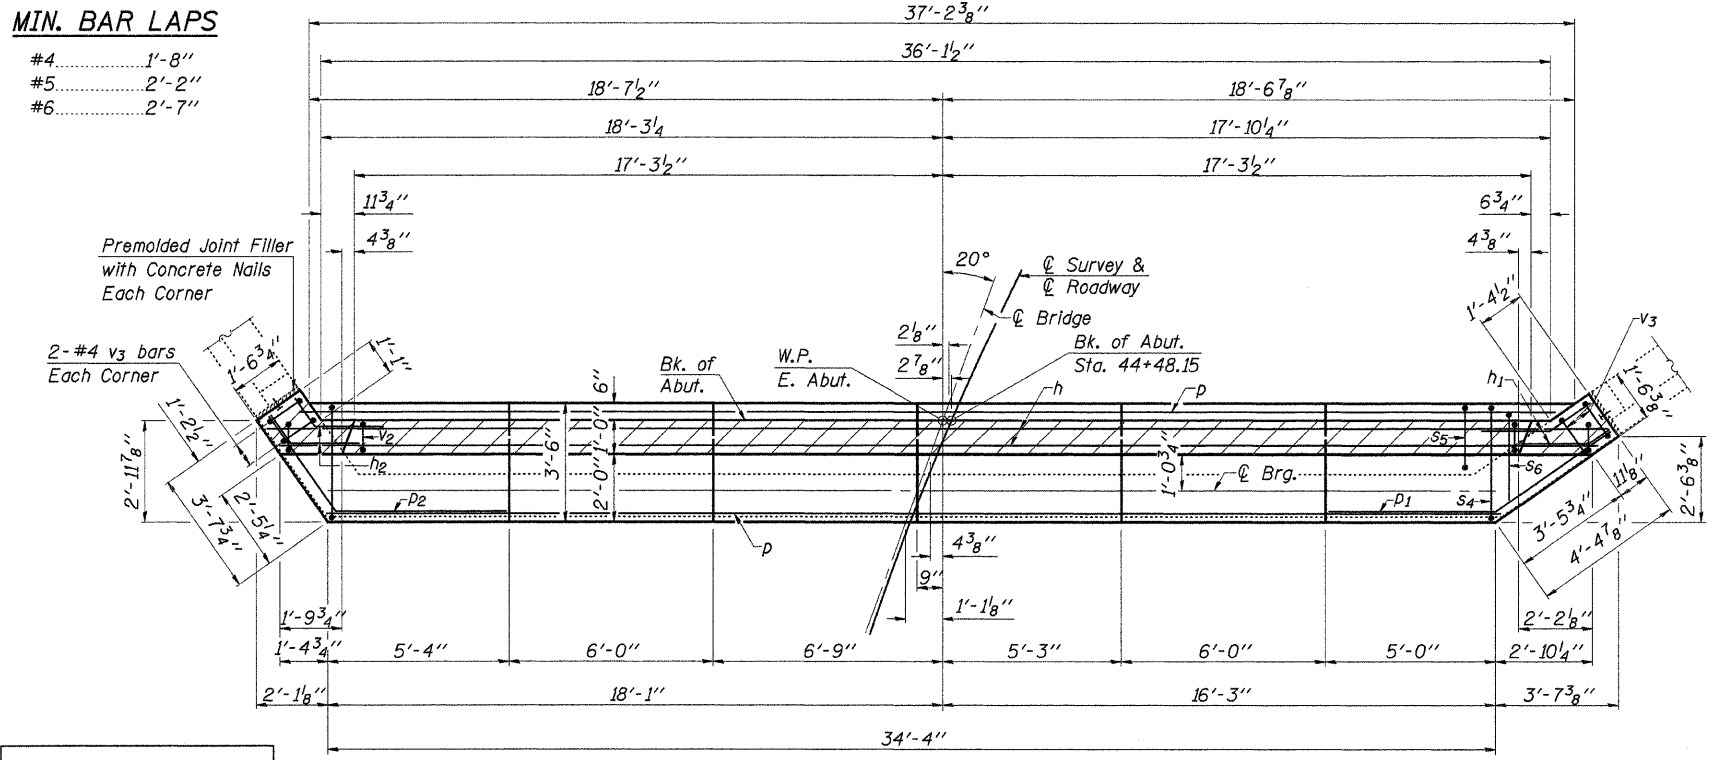 MIN. BAR LAPS
#4..............1'-8"
#5..............2'-2"
#6..............2'-7"
37'-2 3/8"
36'-1 1/2"
18'-7 1/2"
18'-6 7/8"
18'-3 1/4
17'-10 1/4"
17'-3 1/2"
17'-3 1/2"
11 3/4"
6 3/4"
4 3/8"
4 3/8"
Premolded Joint Filler
with Concrete Nails
Each Corner
20°
℄ Survey &
℄ Roadway
℄ Bridge
1'-4 1/2"
v3
2-#4 v3 bars
Each Corner
1'-6 3/4"
1'-1"
1'-2 1/2"
Bk. of
Abut.
6"
W.P.
E. Abut.
2 1/8"
2 7/8"
Bk. of Abut.
Sta. 44+48.15
h
p
h1
1'-6 3/8"
2'-11 7/8"
v2
h2
3'-6"
1'-0"
2'-0"
1'-0 3/4"
℄ Brg.
s5
s6
s4
11 1/8"
2'-6 3/8"
3'-7 3/4"
2'-5 1/4"
p2
p
p1
3'-5 3/4"
4'-4 7/8"
4 3/8"
9"
1'-1 1/8"
1'-9 3/4"
2'-2 1/8"
1'-4 3/4"
5'-4"
6'-0"
6'-9"
5'-3"
6'-0"
5'-0"
2'-10 1/4"
2'-1 1/8"
18'-1"
16'-3"
3'-7 3/8"
34'-4"